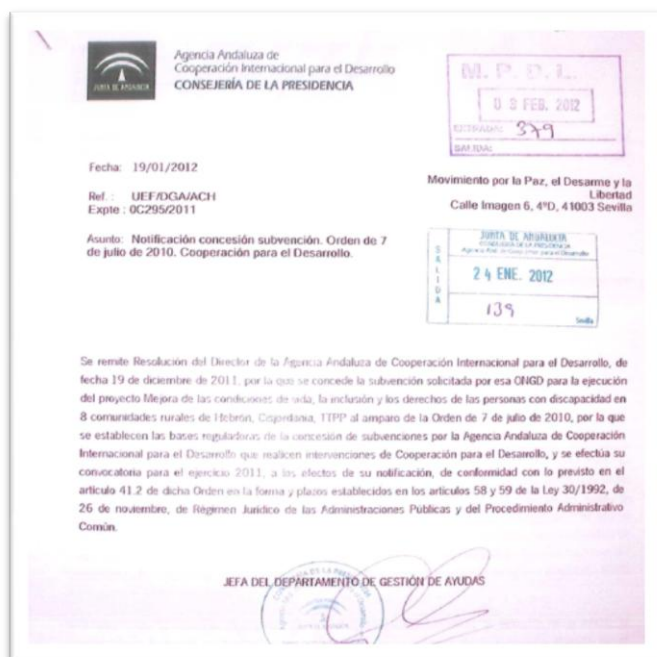 Agencia Andaluza de
Cooperación Internacional para el Desarrollo
CONSEJERÍA DE LA PRESIDENCIA
JUNTA DE ANDALUCIA
M. P. D. L.
0 3 FEB. 2012
ENTRADA: 379
SALIDA:
Fecha: 19/01/2012
Ref. : UEF/DGA/ACH
Expte : 0C295/2011
Movimiento por la Paz, el Desarme y la
Libertad
Calle Imagen 6, 4ºD, 41003 Sevilla
Asunto: Notificación concesión subvención. Orden de 7
de julio de 2010. Cooperación para el Desarrollo.
JUNTA DE ANDALUCIA
CONSEJERIA DE LA PRESIDENCIA
SALIDA
2 4 ENE. 2012
139
Sevilla
Se remite Resolución del Director de la Agencia Andaluza de Cooperación Internacional para el Desarrollo, de
fecha 19 de diciembre de 2011, por la que se concede la subvención solicitada por esa ONGD para la ejecución
del proyecto Mejora de las condiciones de vida, la inclusión y los derechos de las personas con discapacidad en
8 comunidades rurales de Hebrón, Cisjordania, TTPP al amparo de la Orden de 7 de julio de 2010, por la que
se establecen las bases reguladoras de la concesión de subvenciones por la Agencia Andaluza de Cooperación
Internacional para el Desarrollo que realicen intervenciones de Cooperación para el Desarrollo, y se efectúa su
convocatoria para el ejercicio 2011, a los efectos de su notificación, de conformidad con lo previsto en el
artículo 41.2 de dicha Orden en la forma y plazos establecidos en los artículos 58 y 59 de la Ley 30/1992, de
26 de noviembre, de Régimen Jurídico de las Administraciones Públicas y del Procedimiento Administrativo
Común.
JEFA DEL DEPARTAMENTO DE GESTIÓN DE AYUDAS